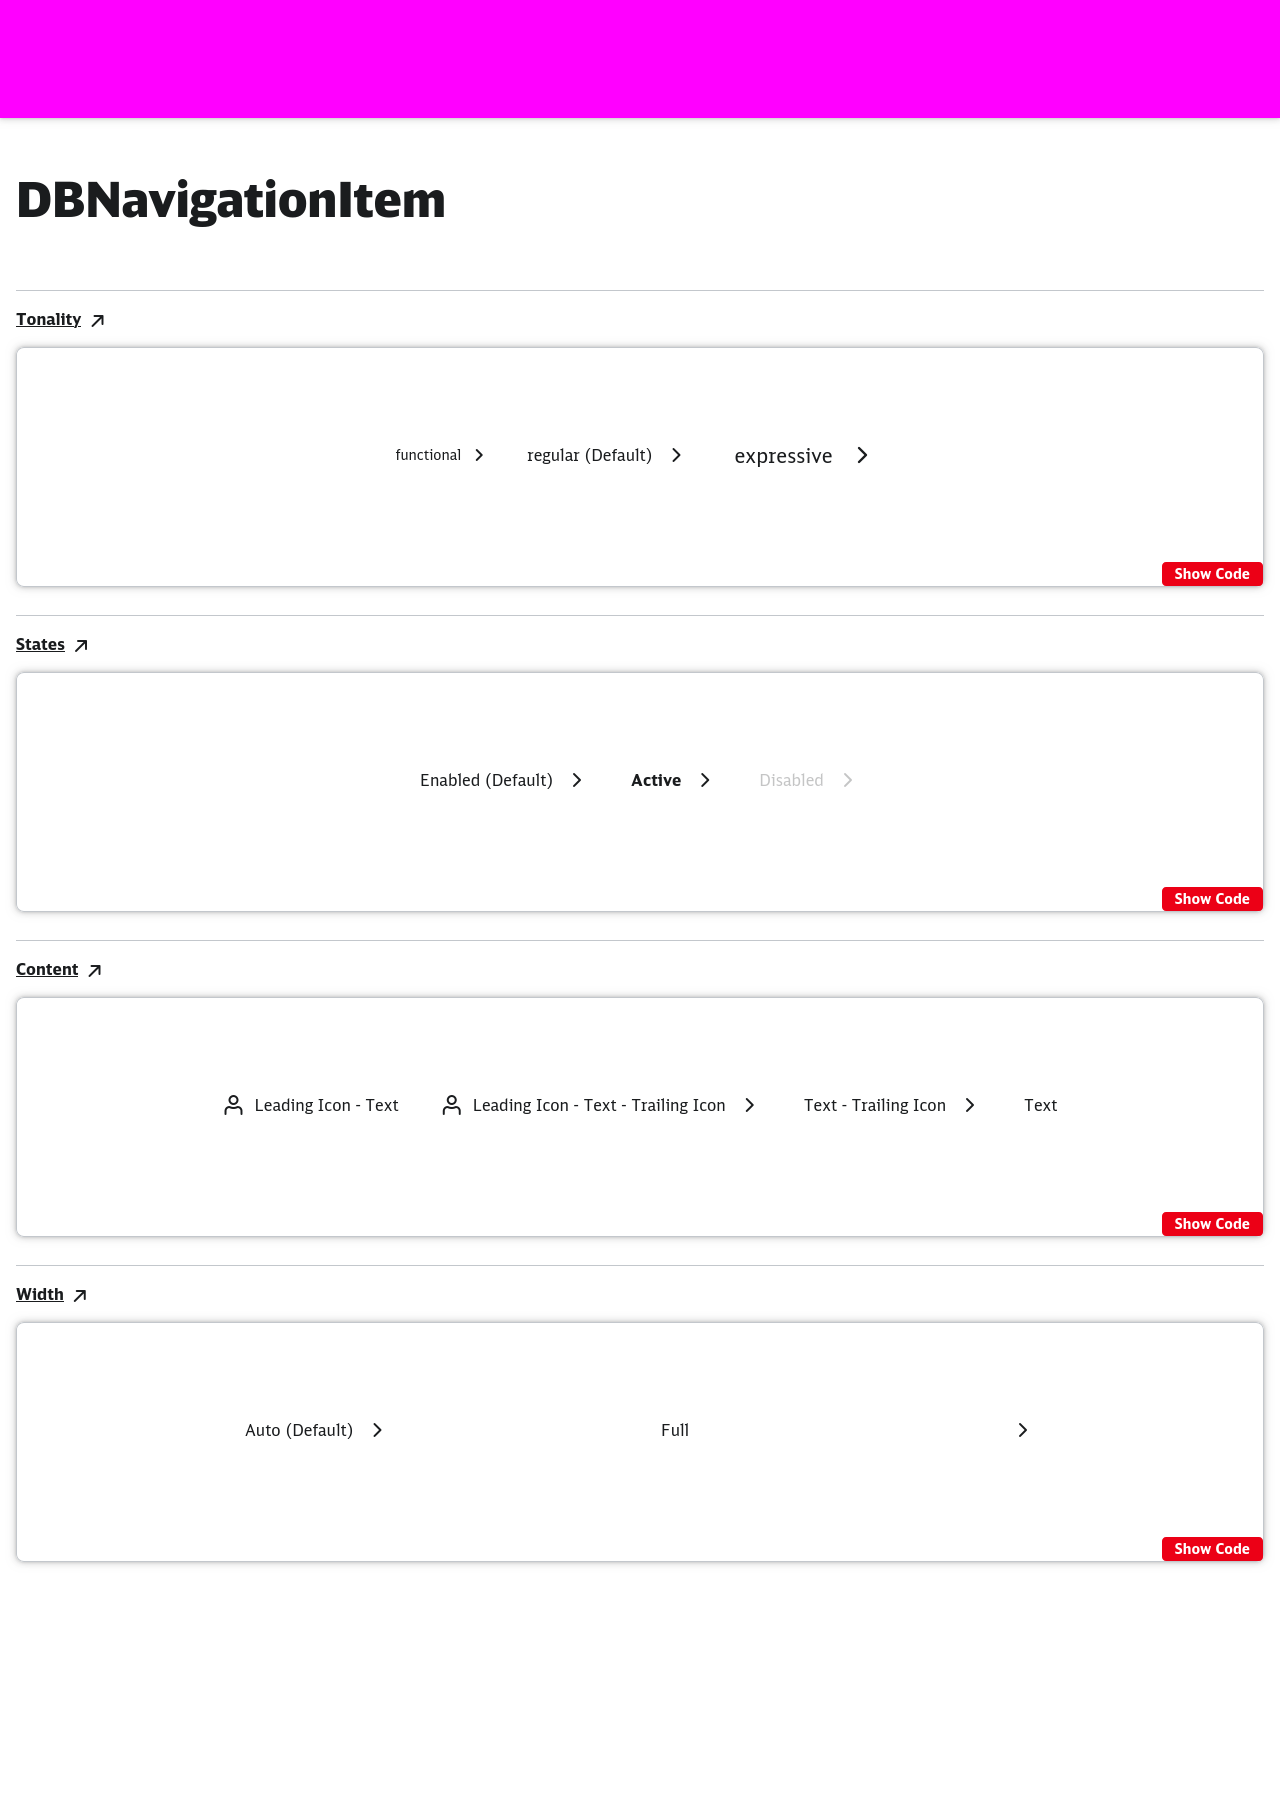 DBNavigationItem
Tonality
functional regular (Default) expressive
Show Code
States
Enabled (Default) Active Disabled
Show Code
Content
Leading Icon - Text Leading Icon - Text - Trailing Icon Text - Trailing Icon Text
Show Code
Width
Auto (Default) Full
Show Code